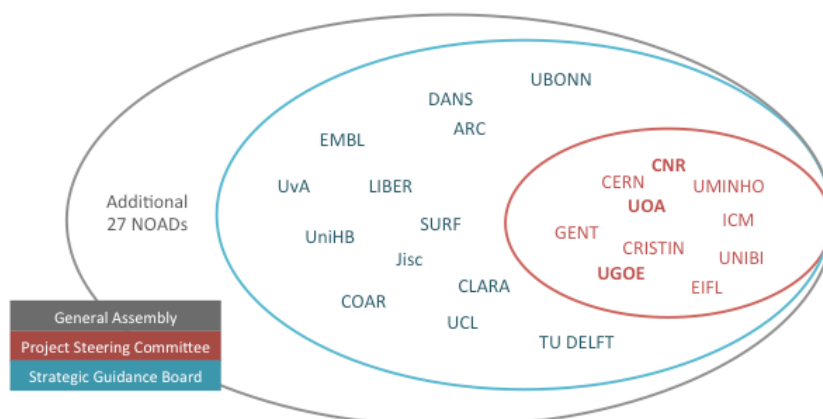 UBONN
DANS
ARC
EMBL
CNR
CERN
UMINHO
UvA
LIBER
Additional
27 NOADs
UOA
ICM
SURF
GENT
UniHB
CRISTIN
Jisc
UNIBI
UGOE
CLARA
EIFL
COAR
General Assembly
UCL
Project Steering Committee
TU DELFT
Strategic Guidance Board